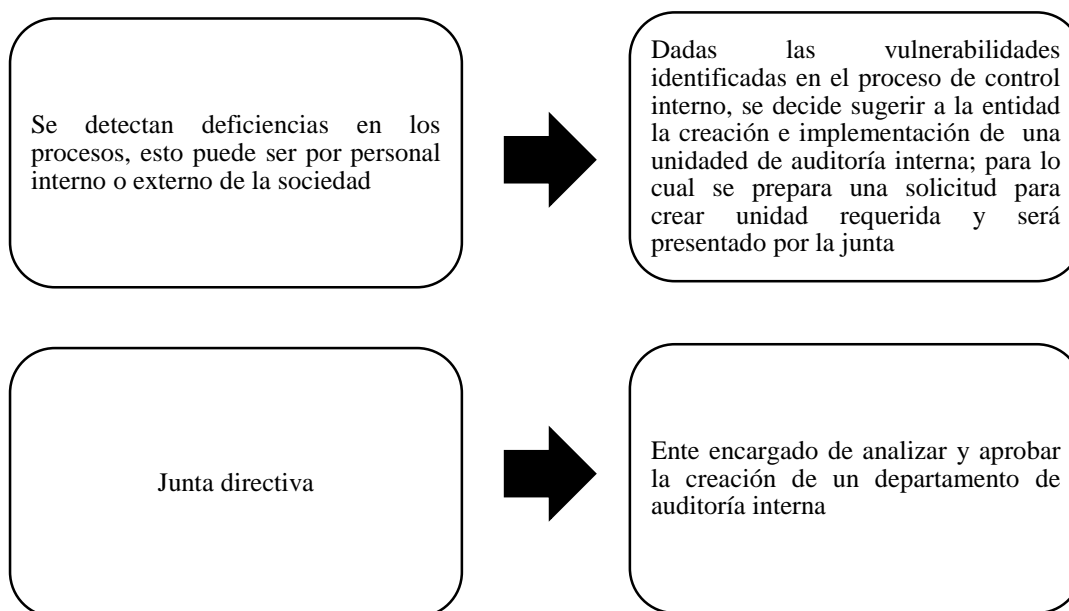 Se detectan deficiencias en los
procesos, esto puede ser por personal
interno o externo de la sociedad
Dadas las vulnerabilidades
identificadas en el proceso de control
interno, se decide sugerir a la entidad
la creación e implementación de una
unidaded de auditoría interna; para lo
cual se prepara una solicitud para
crear unidad requerida y será
presentado por la junta
Junta directiva
Ente encargado de analizar y aprobar
la creación de un departamento de
auditoría interna